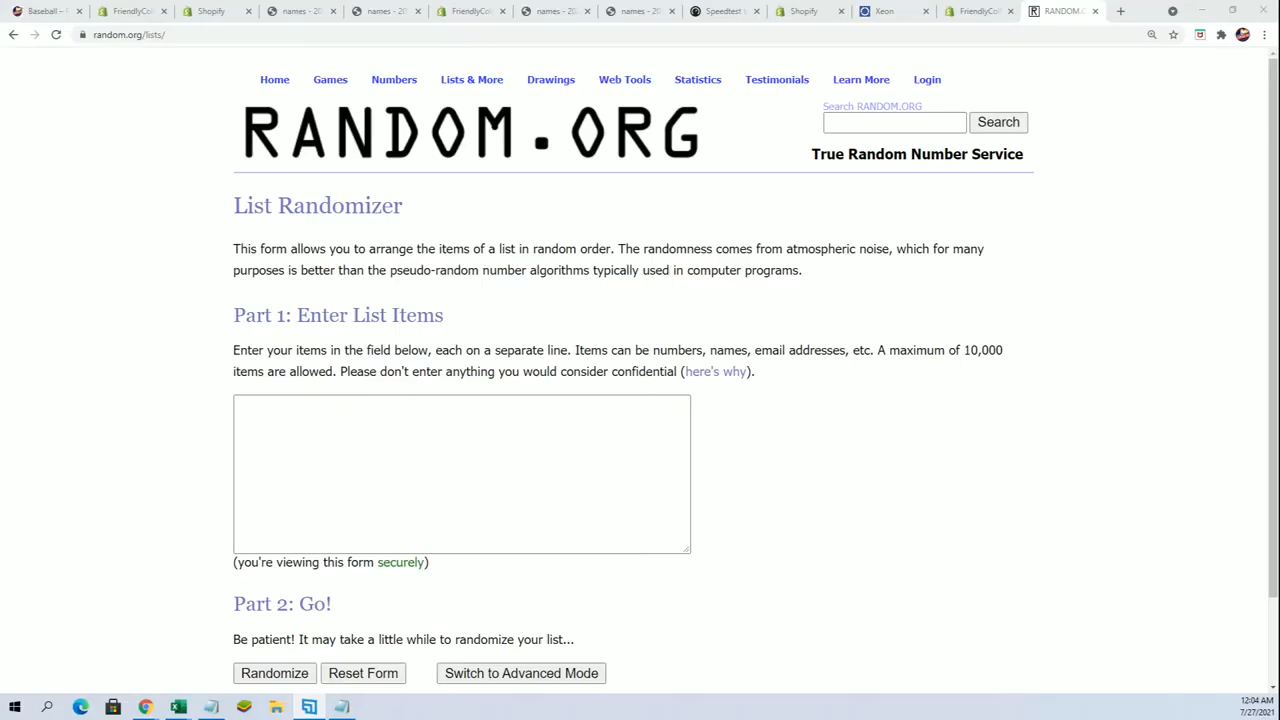 Baseball –
FriendlyColl
Shopify
names - 20
names - 20
FriendlyColl
names - 20
names - 20
Speedtest
Shopify
Xeon
FriendlyColl
RANDOM.O
random.org/lists/
Home
Games
Numbers
Lists & More
Drawings
Web Tools
Statistics
Testimonials
Learn More
Login
RANDOM.ORG
Search RANDOM.ORG
Search
True Random Number Service
List Randomizer
This form allows you to arrange the items of a list in random order. The randomness comes from atmospheric noise, which for many
purposes is better than the pseudo-random number algorithms typically used in computer programs.
Part 1: Enter List Items
Enter your items in the field below, each on a separate line. Items can be numbers, names, email addresses, etc. A maximum of 10,000
items are allowed. Please don't enter anything you would consider confidential (here's why).
(you're viewing this form securely)
Part 2: Go!
Be patient! It may take a little while to randomize your list...
Randomize
Reset Form
Switch to Advanced Mode
12:04 AM
7/27/2021